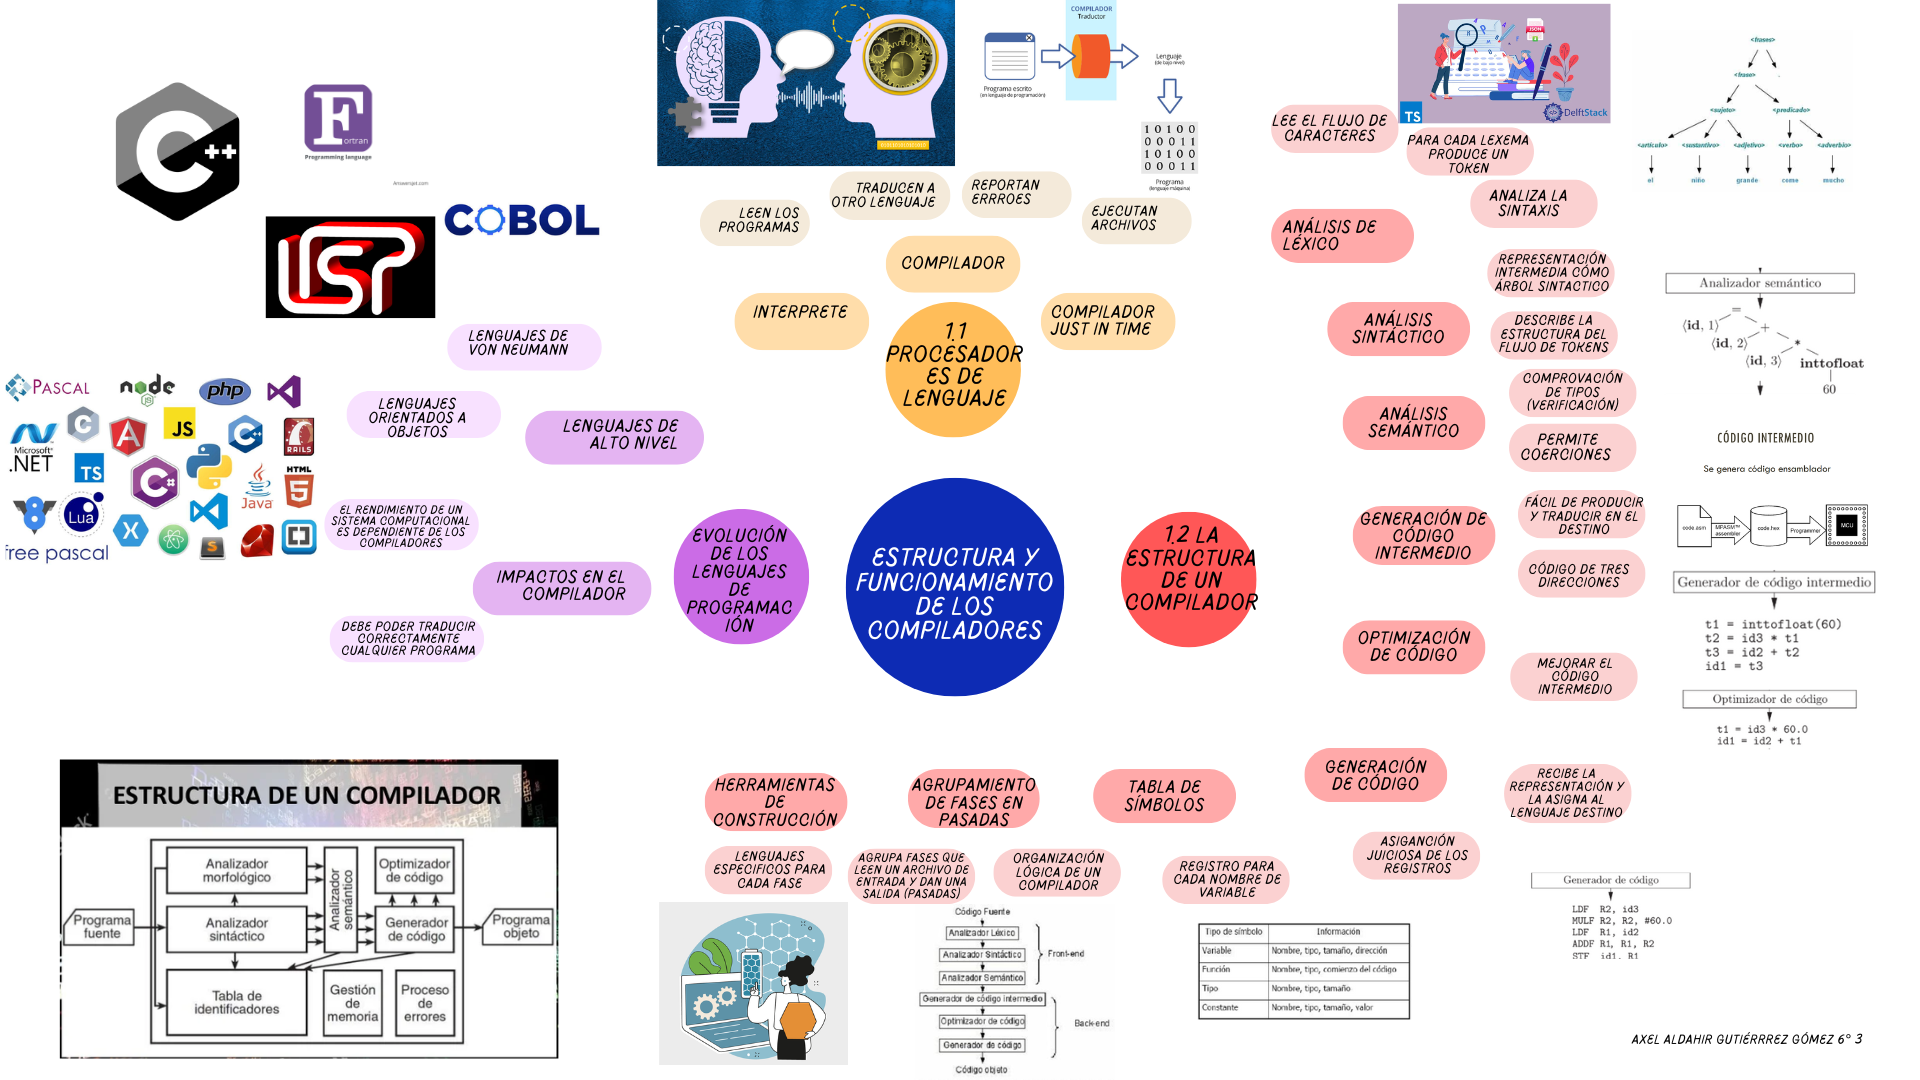 ESTRUCTURA Y
FUNCIONAMIENTO
DE LOS
COMPILADORES
1.1
PROCESADOR
ES DE
LENGUAJE
COMPILADOR
INTERPRETE
COMPILADOR
JUST IN TIME
LEEN LOS
PROGRAMAS
TRADUCEN A
OTRO LENGUAJE
REPORTAN
ERRROES
EJECUTAN
ARCHIVOS
COMPILADOR
Traductor
Programa escrito
(en lenguaje de programación)
Lenguaje
(de bajo nivel)
1 0 1 0 0
0 0 0 1 1
1 0 1 0 0
0 0 0 1 1
Programa
(lenguaje máquina)
1.2 LA
ESTRUCTURA
DE UN
COMPILADOR
ANÁLISIS DE
LÉXICO
LEE EL FLUJO DE
CARACTERES
PARA CADA LEXEMA
PRODUCE UN
TOKEN
JSON
TS
DelftStack
ANALIZA LA
SINTAXIS
ANÁLISIS
SINTÁCTICO
REPRESENTACIÓN
INTERMEDIA CÓMO
ÁRBOL SINTACTICO
DESCRIBE LA
ESTRUCTURA DEL
FLUJO DE TOKENS
<frases>
<frase>
<sujeto> <predicado>
<artículo> <sustantivo> <adjetivo> <verbo> <adverbio>
el niño grande come mucho
ANÁLISIS
SEMÁNTICO
COMPROVACIÓN
DE TIPOS
(VERIFICACIÓN)
PERMITE
COERCIONES
Analizador semántico
=
⟨id, 1⟩ +
⟨id, 2⟩ *
⟨id, 3⟩ inttofloat
60
GENERACIÓN DE
CÓDIGO
INTERMEDIO
FÁCIL DE PRODUCIR
Y TRADUCIR EN EL
DESTINO
CÓDIGO DE TRES
DIRECCIONES
CÓDIGO INTERMEDIO
Se genera código ensamblador
code.asm
MPASM™
assembler
code.hex
Programmer
MCU
Generador de código intermedio
t1 = inttofloat(60)
t2 = id3 * t1
t3 = id2 + t2
id1 = t3
OPTIMIZACIÓN
DE CÓDIGO
MEJORAR EL
CÓDIGO
INTERMEDIO
Optimizador de código
t1 = id3 * 60.0
id1 = id2 + t1
GENERACIÓN
DE CÓDIGO
RECIBE LA
REPRESENTACIÓN Y
LA ASIGNA AL
LENGUAJE DESTINO
ASIGANCIÓN
JUICIOSA DE LOS
REGISTROS
Generador de código
LDF R2, id3
MULF R2, R2, #60.0
LDF R1, id2
ADDF R1, R1, R2
STF id1, R1
TABLA DE
SÍMBOLOS
REGISTRO PARA
CADA NOMBRE DE
VARIABLE
Tipo de símbolo Información
Variable Nombre, tipo, tamaño, dirección
Función Nombre, tipo, comienzo del código
Tipo Nombre, tipo, tamaño
Constante Nombre, tipo, tamaño, valor
AGRUPAMIENTO
DE FASES EN
PASADAS
AGRUPA FASES QUE
LEEN UN ARCHIVO DE
ENTRADA Y DAN UNA
SALIDA (PASADAS)
ORGANIZACIÓN
LÓGICA DE UN
COMPILADOR
Código Fuente
Analizador Léxico
Analizador Sintáctico
Analizador Semántico
Front-end
Generador de código intermedio
Optimizador de código
Generador de código
Back-end
Código objeto
HERRAMIENTAS
DE
CONSTRUCCIÓN
LENGUAJES
ESPECIFICOS PARA
CADA FASE
EVOLUCIÓN
DE LOS
LENGUAJES
DE
PROGRAMAC
IÓN
LENGUAJES DE
ALTO NIVEL
LENGUAJES DE
VON NEUMANN
LENGUAJES
ORIENTADOS A
OBJETOS
IMPACTOS EN EL
COMPILADOR
EL RENDIMIENTO DE UN
SISTEMA COMPUTACIONAL
ES DEPENDIENTE DE LOS
COMPILADORES
DEBE PODER TRADUCIR
CORRECTAMENTE
CUALQUIER PROGRAMA
C++
Fortran
Programming lenguage
Answersjet.com
LISP
COBOL
PASCAL
node
JS
php
C
A
JS
C++
RAILS
Microsoft
.NET
TS
C#
Java
HTML
5
Lua
X
S
free pascal
ESTRUCTURA DE UN COMPILADOR
Programa
fuente
Analizador
morfológico
Analizador
sintáctico
Analizador
semántico
Optimizador
de código
Generador
de código
Programa
objeto
Tabla de
identificadores
Gestión
de
memoria
Proceso
de
errores
AXEL ALDAHIR GUTIÉRRREZ GÓMEZ 6° 3